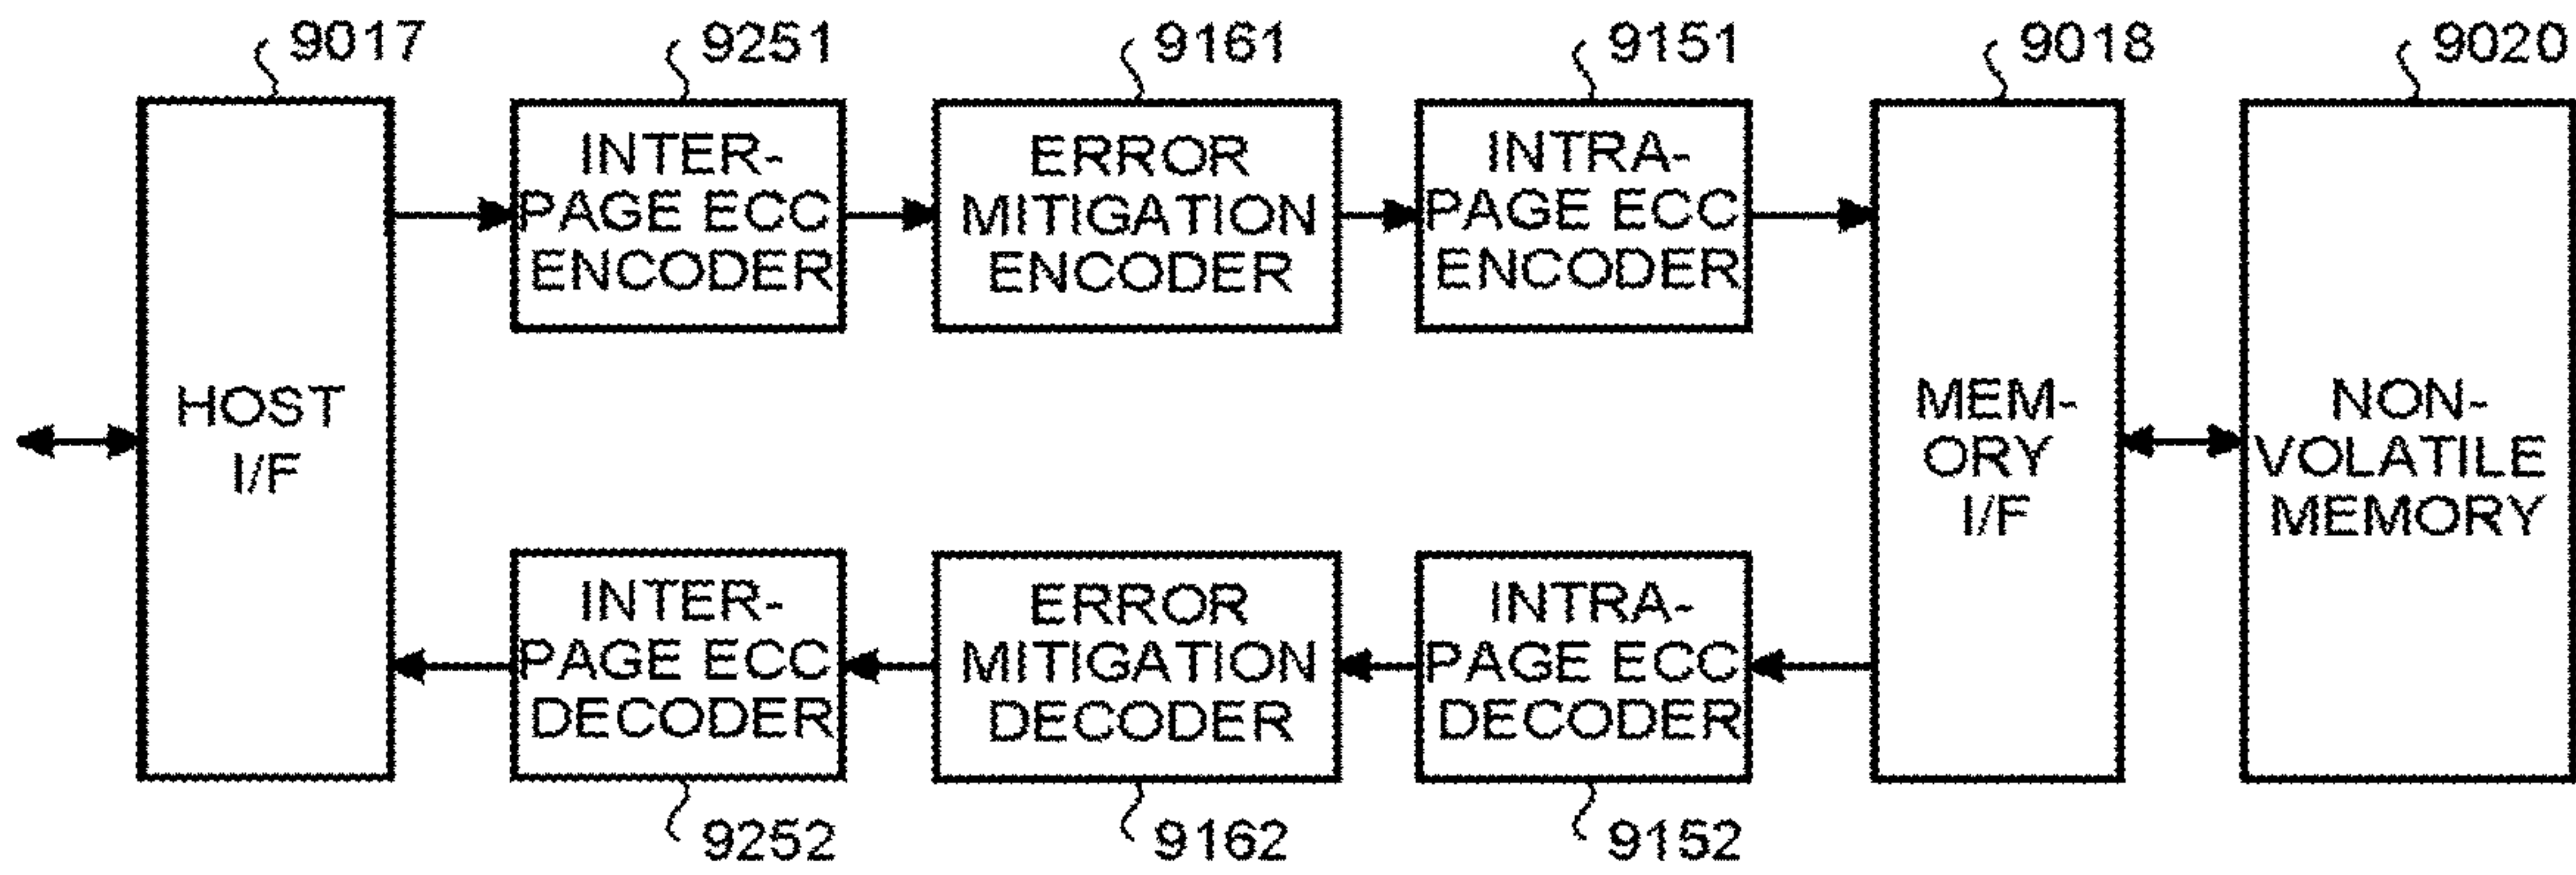 9017
9251
9161
9151
9018
9020
HOST
I/F
INTER-
PAGE ECC
ENCODER
ERROR
MITIGATION
ENCODER
INTRA-
PAGE ECC
ENCODER
MEM-
ORY
I/F
NON-
VOLATILE
MEMORY
INTER-
PAGE ECC
DECODER
ERROR
MITIGATION
DECODER
INTRA-
PAGE ECC
DECODER
9252
9162
9152